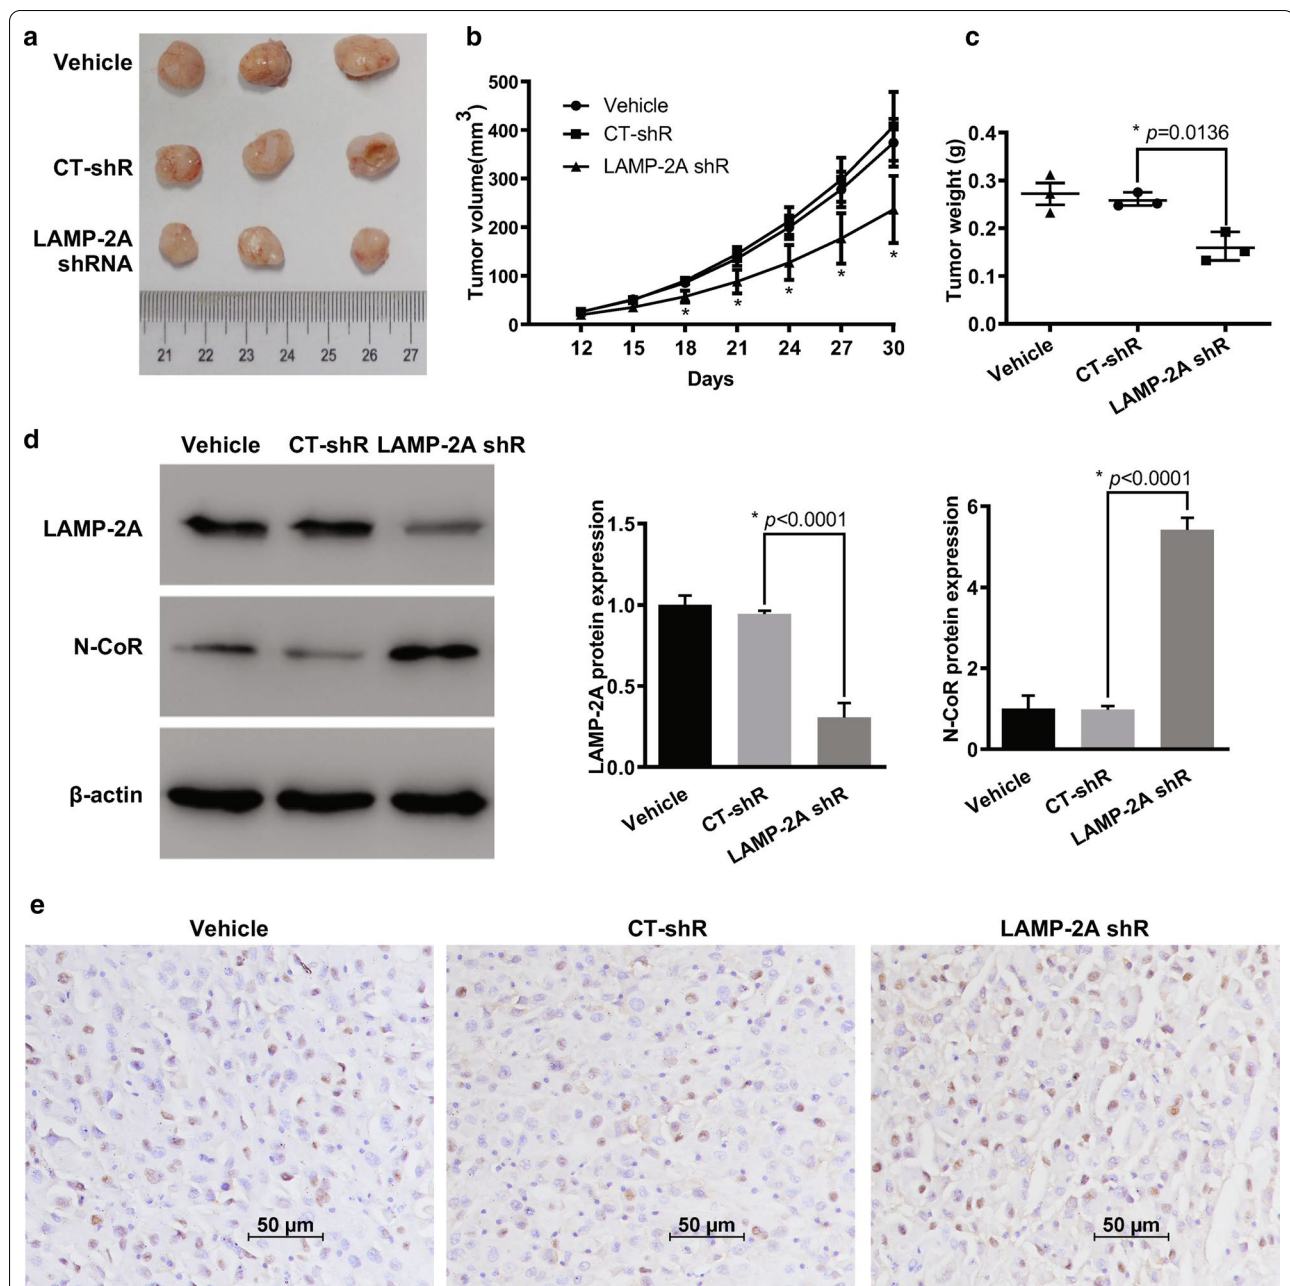 a
Vehicle
CT-shR
LAMP-2A
shRNA
21 22 23 24 25 26 27
b
Tumor volume(mm3)
500
400
300
200
100
0
Vehicle
CT-shR
LAMP-2A shR
* * * * *
12 15 18 21 24 27 30
Days
c
Tumor weight (g)
0.4
0.3
0.2
0.1
0.0
* p=0.0136
Vehicle
CT-shR
LAMP-2A shR
d
Vehicle CT-shR LAMP-2A shR
LAMP-2A
N-CoR
β-actin
LAMP-2A protein expression
1.5
1.0
0.5
0.0
* p<0.0001
Vehicle
CT-shR
LAMP-2A shR
N-CoR protein expression
6
4
2
0
* p<0.0001
Vehicle
CT-shR
LAMP-2A shR
e
Vehicle
CT-shR
LAMP-2A shR
50 µm
50 µm
50 µm